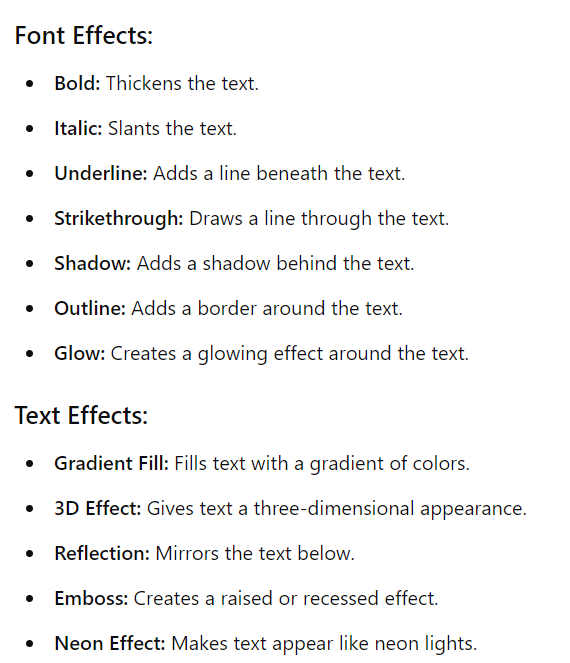 Font Effects:
Bold: Thickens the text.
Italic: Slants the text.
Underline: Adds a line beneath the text.
Strikethrough: Draws a line through the text.
Shadow: Adds a shadow behind the text.
Outline: Adds a border around the text.
Glow: Creates a glowing effect around the text.
Text Effects:
Gradient Fill: Fills text with a gradient of colors.
3D Effect: Gives text a three-dimensional appearance.
Reflection: Mirrors the text below.
Emboss: Creates a raised or recessed effect.
Neon Effect: Makes text appear like neon lights.